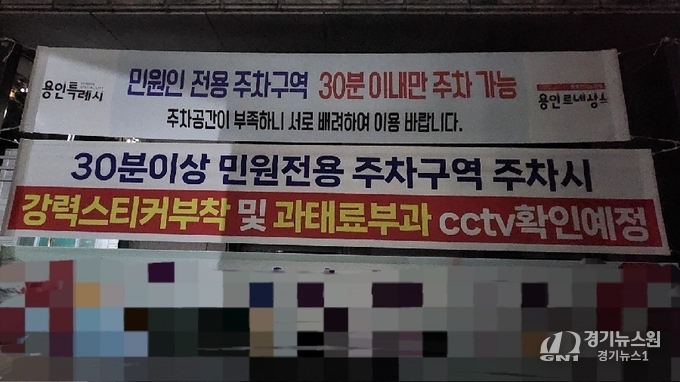 용인특례시
민원인 전용 주차구역 30분 이내만 주차 가능
용인르네상스
주차공간이 부족하니 서로 배려하여 이용 바랍니다.
30분이상 민원전용 주차구역 주차시
강력스티커부착 및 과태료부과 cctv확인예정
GN1 경기뉴스원
경기뉴스1